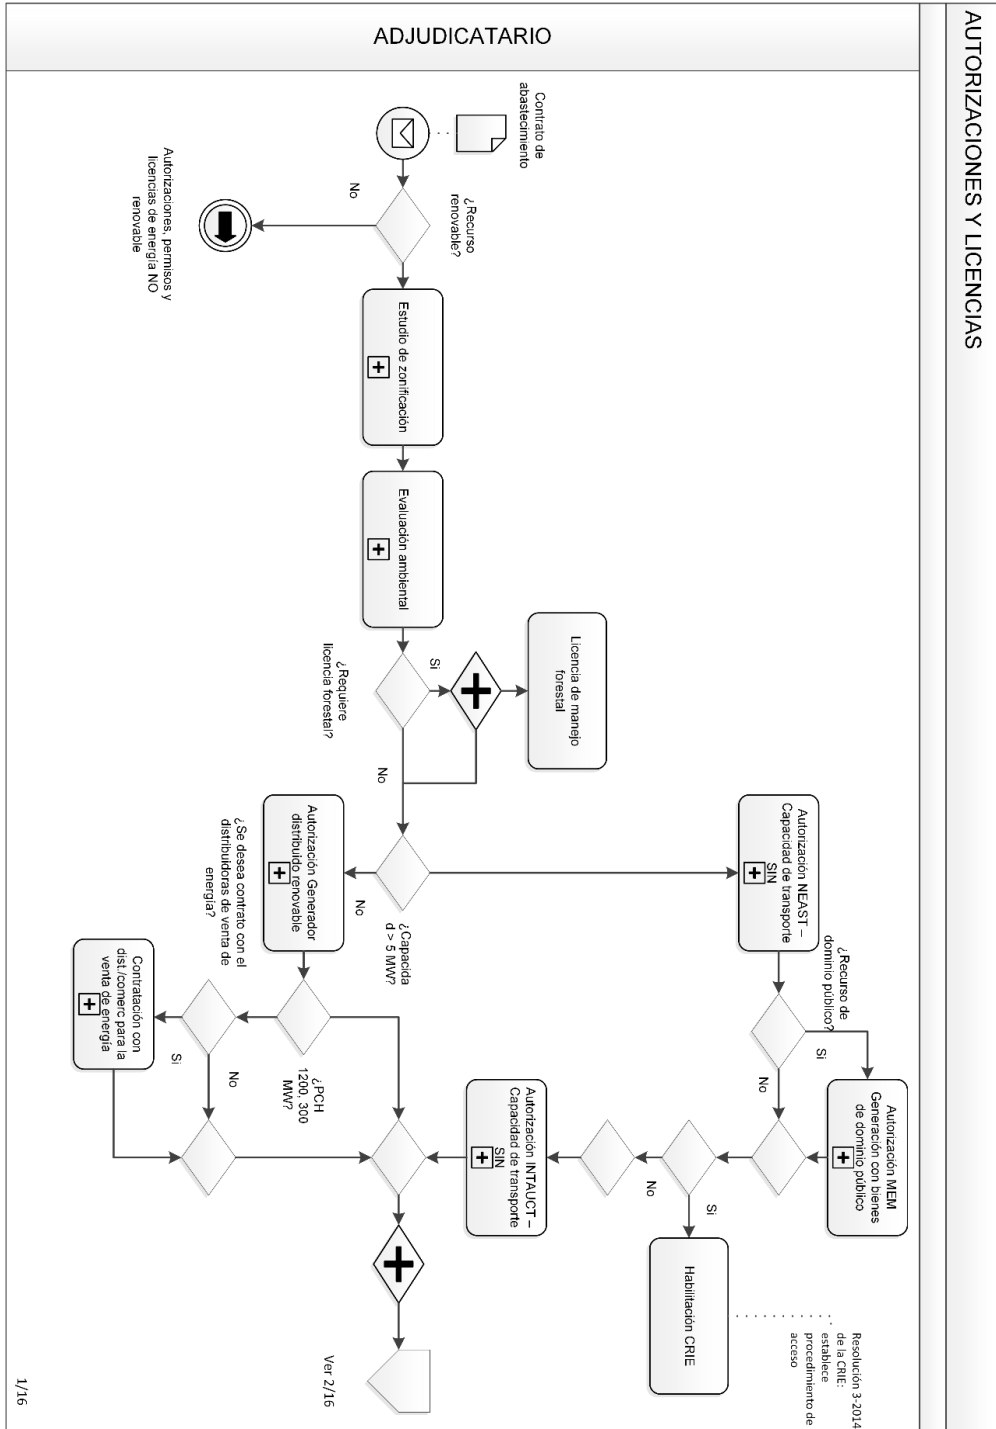 AUTORIZACIONES Y LICENCIAS
ADJUDICATARIO
Contrato de
abastecimiento
¿Recurso
renovable?
No
Autorizaciones, permisos y
licencias de energía NO
renovable
Estudio de zonificación
Evaluación ambiental
¿Requiere
licencia forestal?
Si
No
Licencia de manejo
forestal
¿Capacida
d > 5 MW?
No
Autorización NEAST –
Capacidad de transporte
SIN
¿Recurso de
dominio público?
Si
No
Autorización MEM
Generación con bienes
de dominio público
Autorización Generador
distribuido renovable
¿Se desea contrato con el
distribuidoras de venta de
energía?
¿PCH
1200, 300
MW?
Si
No
Contratación con
dist./comerc para la
venta de energía
Autorización INTAUCT –
Capacidad de transporte
SIN
No
Si
Habilitación CRIE
Resolución 3-2014
de la CRIE:
establece
procedimiento de
acceso
Ver 2/16
1/16